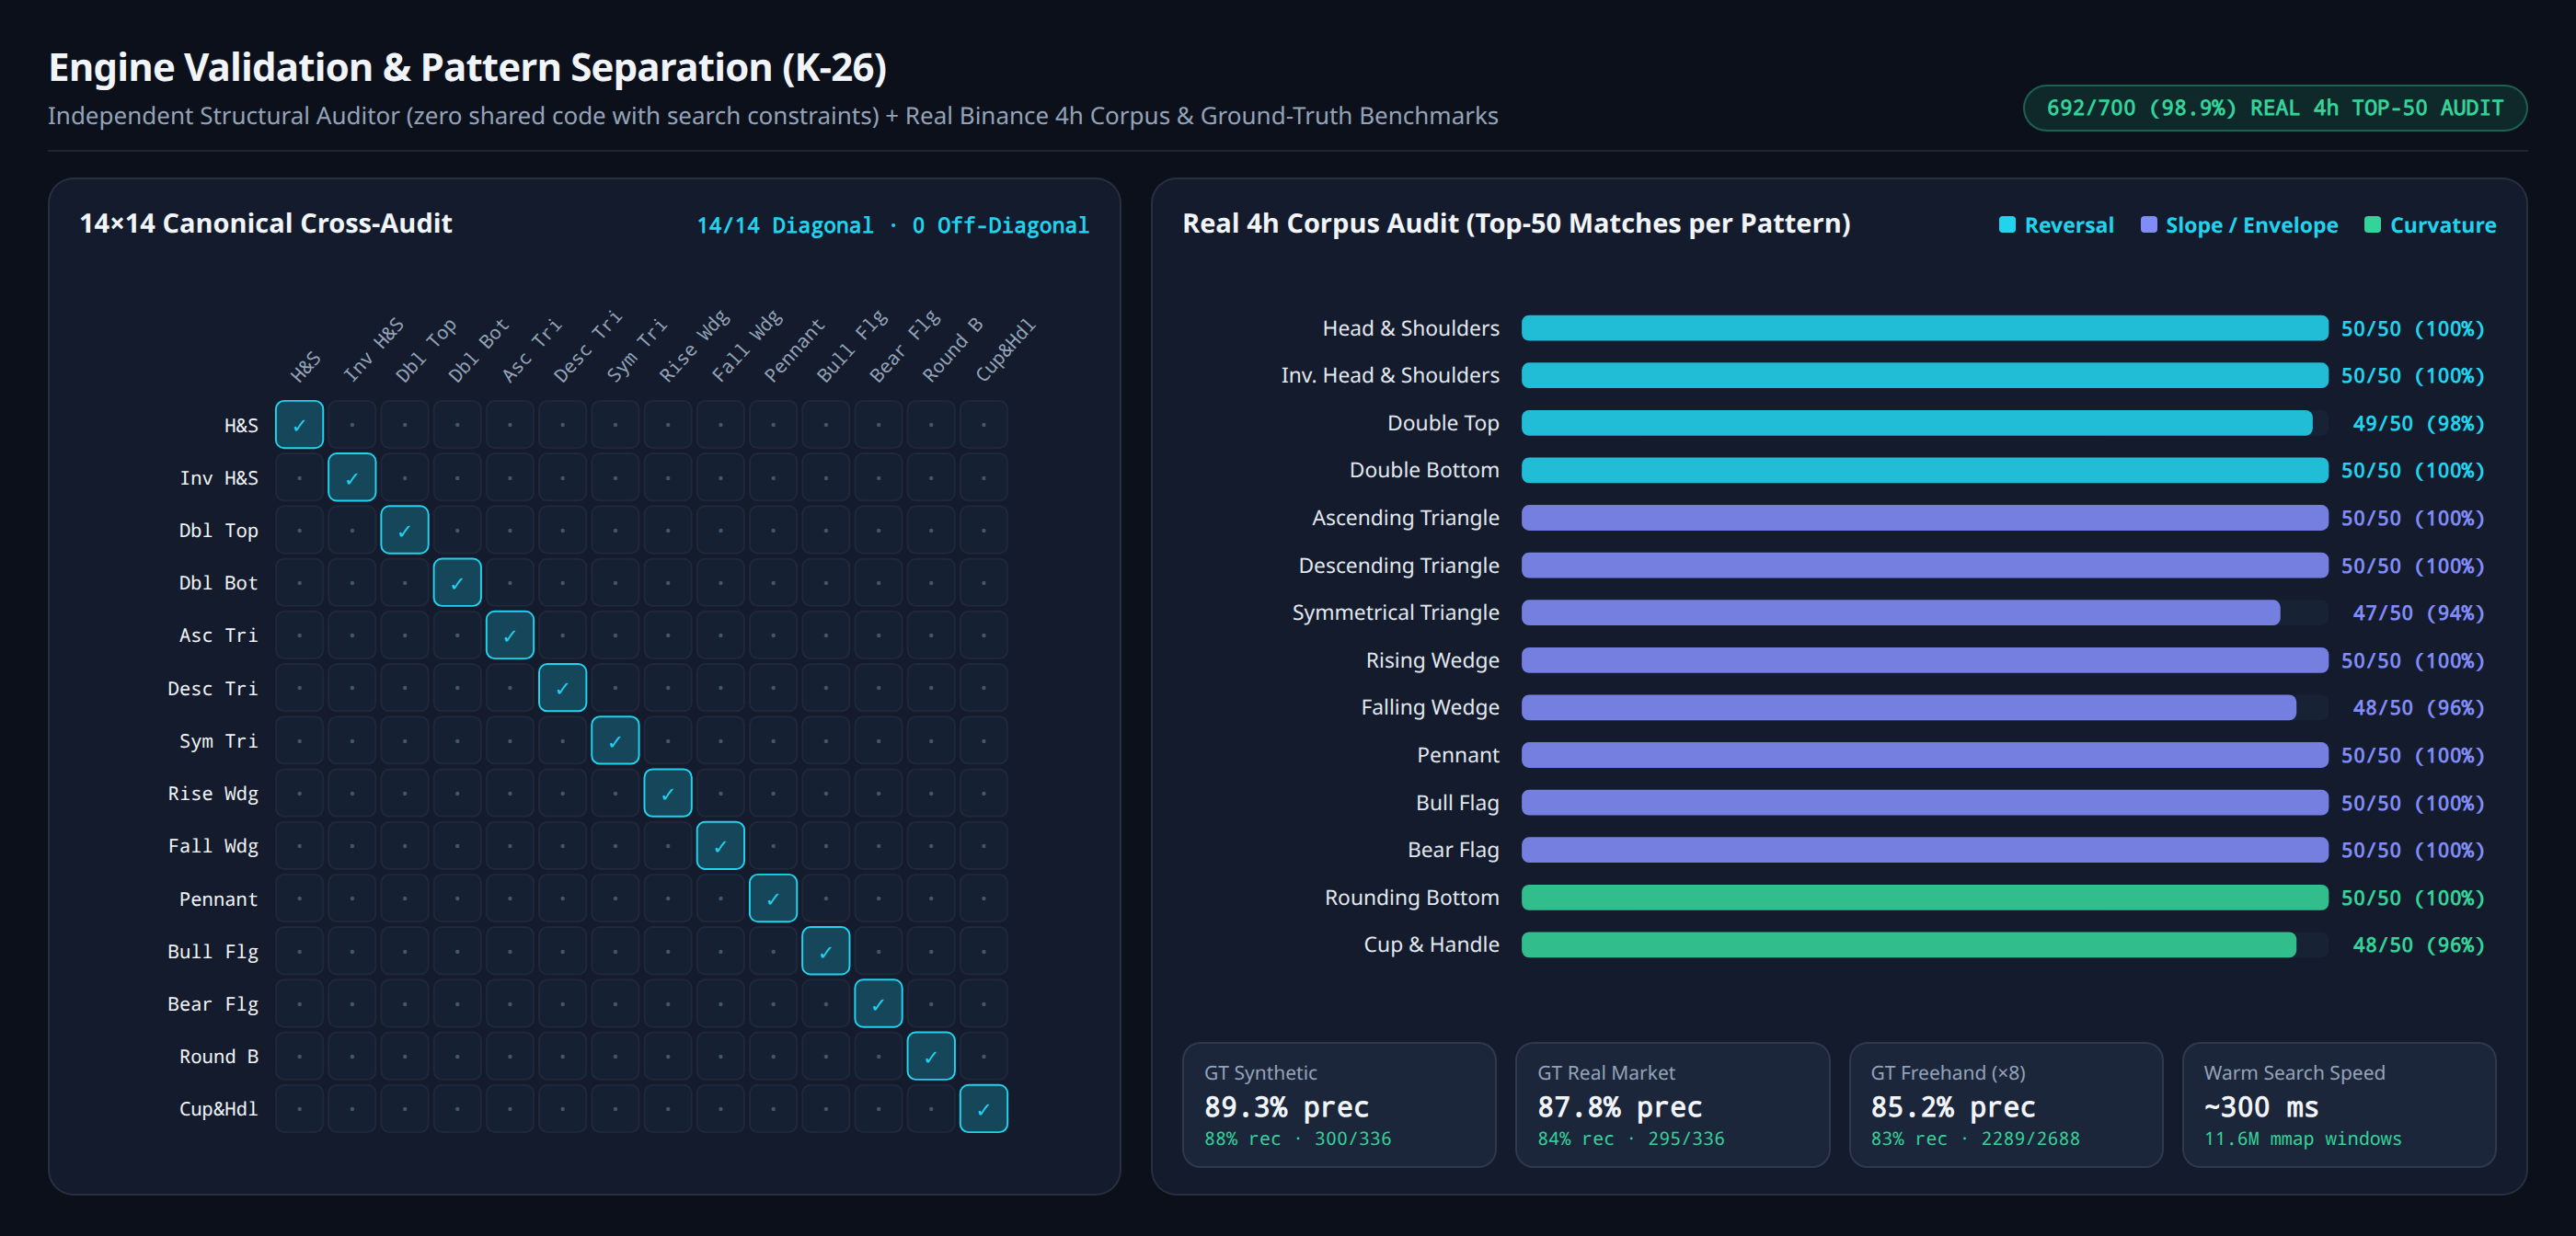 Engine Validation & Pattern Separation (K-26)
Independent Structural Auditor (zero shared code with search constraints) + Real Binance 4h Corpus & Ground-Truth Benchmarks
692/700 (98.9%) REAL 4h TOP-50 AUDIT
14×14 Canonical Cross-Audit
14/14 Diagonal · 0 Off-Diagonal
H&S
Inv H&S
Dbl Top
Dbl Bot
Asc Tri
Desc Tri
Sym Tri
Rise Wdg
Fall Wdg
Pennant
Bull Flg
Bear Flg
Round B
Cup&Hdl
H&S
Inv H&S
Dbl Top
Dbl Bot
Asc Tri
Desc Tri
Sym Tri
Rise Wdg
Fall Wdg
Pennant
Bull Flg
Bear Flg
Round B
Cup&Hdl
Real 4h Corpus Audit (Top-50 Matches per Pattern)
Reversal
Slope / Envelope
Curvature
Head & Shoulders 50/50 (100%)
Inv. Head & Shoulders 50/50 (100%)
Double Top 49/50 (98%)
Double Bottom 50/50 (100%)
Ascending Triangle 50/50 (100%)
Descending Triangle 50/50 (100%)
Symmetrical Triangle 47/50 (94%)
Rising Wedge 50/50 (100%)
Falling Wedge 48/50 (96%)
Pennant 50/50 (100%)
Bull Flag 50/50 (100%)
Bear Flag 50/50 (100%)
Rounding Bottom 50/50 (100%)
Cup & Handle 48/50 (96%)
GT Synthetic
89.3% prec
88% rec · 300/336
GT Real Market
87.8% prec
84% rec · 295/336
GT Freehand (×8)
85.2% prec
83% rec · 2289/2688
Warm Search Speed
~300 ms
11.6M mmap windows